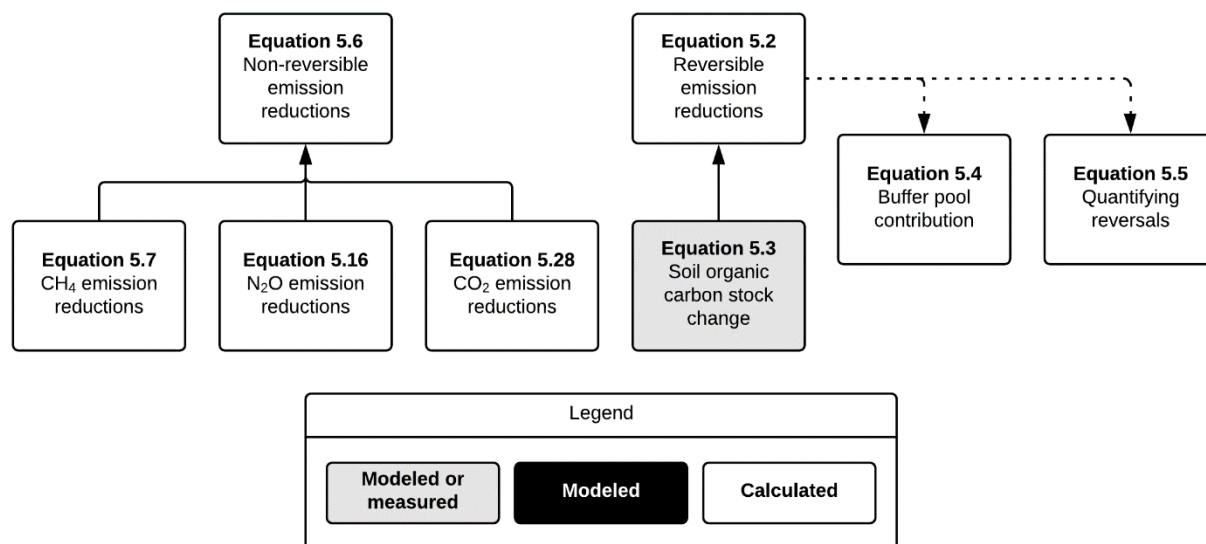 Equation 5.6
Non-reversible
emission
reductions
Equation 5.2
Reversible
emission
reductions
Equation 5.4
Buffer pool
contribution
Equation 5.5
Quantifying
reversals
Equation 5.7
CH₄ emission
reductions
Equation 5.16
N₂O emission
reductions
Equation 5.28
CO₂ emission
reductions
Equation 5.3
Soil organic
carbon stock
change
Legend
Modeled or
measured
Modeled
Calculated